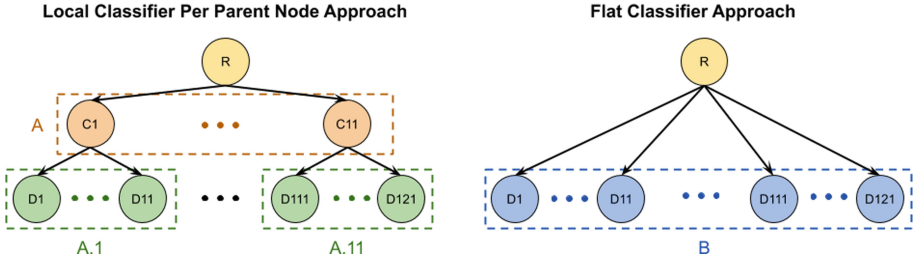 Local Classifier Per Parent Node Approach
Flat Classifier Approach
R
R
A
C1
C11
D1
D11
D111
D121
D1
D11
D111
D121
A.1
A.11
B